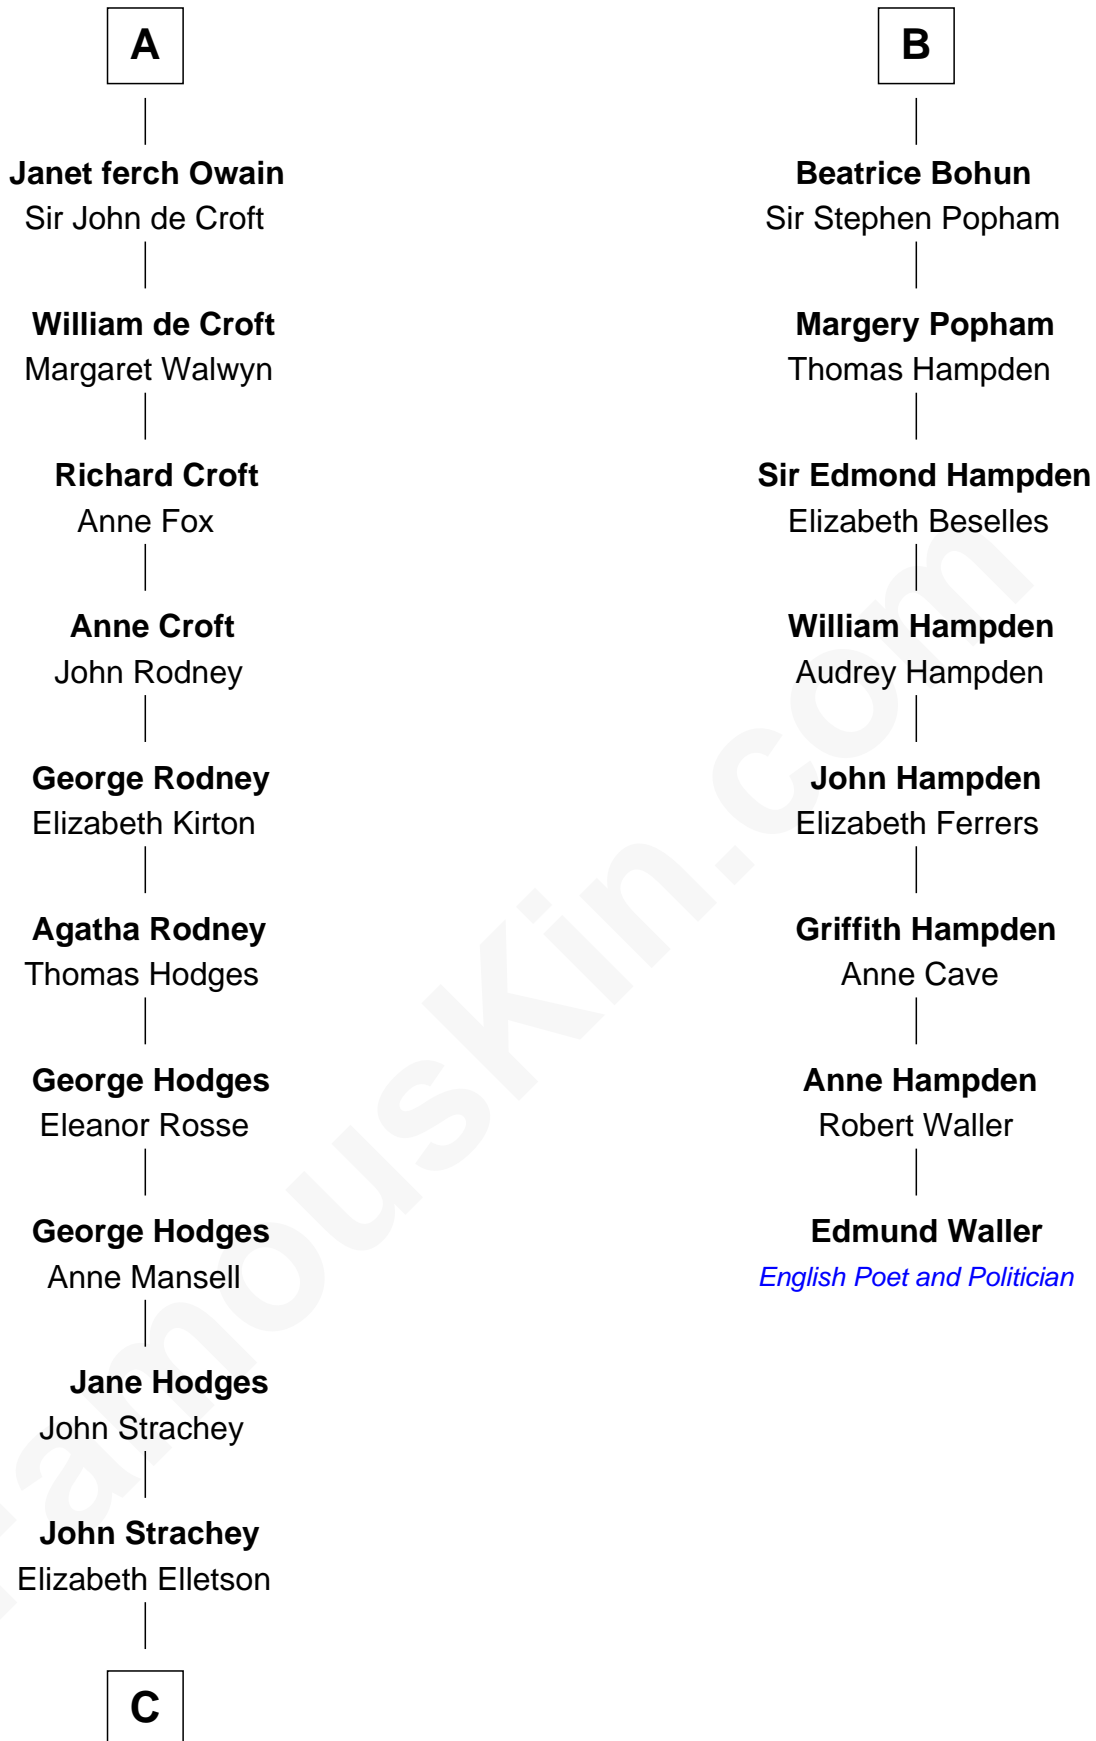 A
Janet ferch Owain
Sir John de Croft
William de Croft
Margaret Walwyn
Richard Croft
Anne Fox
Anne Croft
John Rodney
George Rodney
Elizabeth Kirton
Agatha Rodney
Thomas Hodges
George Hodges
Eleanor Rosse
George Hodges
Anne Mansell
Jane Hodges
John Strachey
John Strachey
Elizabeth Elletson
C
B
Beatrice Bohun
Sir Stephen Popham
Margery Popham
Thomas Hampden
Sir Edmond Hampden
Elizabeth Beselles
William Hampden
Audrey Hampden
John Hampden
Elizabeth Ferrers
Griffith Hampden
Anne Cave
Anne Hampden
Robert Waller
Edmund Waller
English Poet and Politician
FamousKin.com